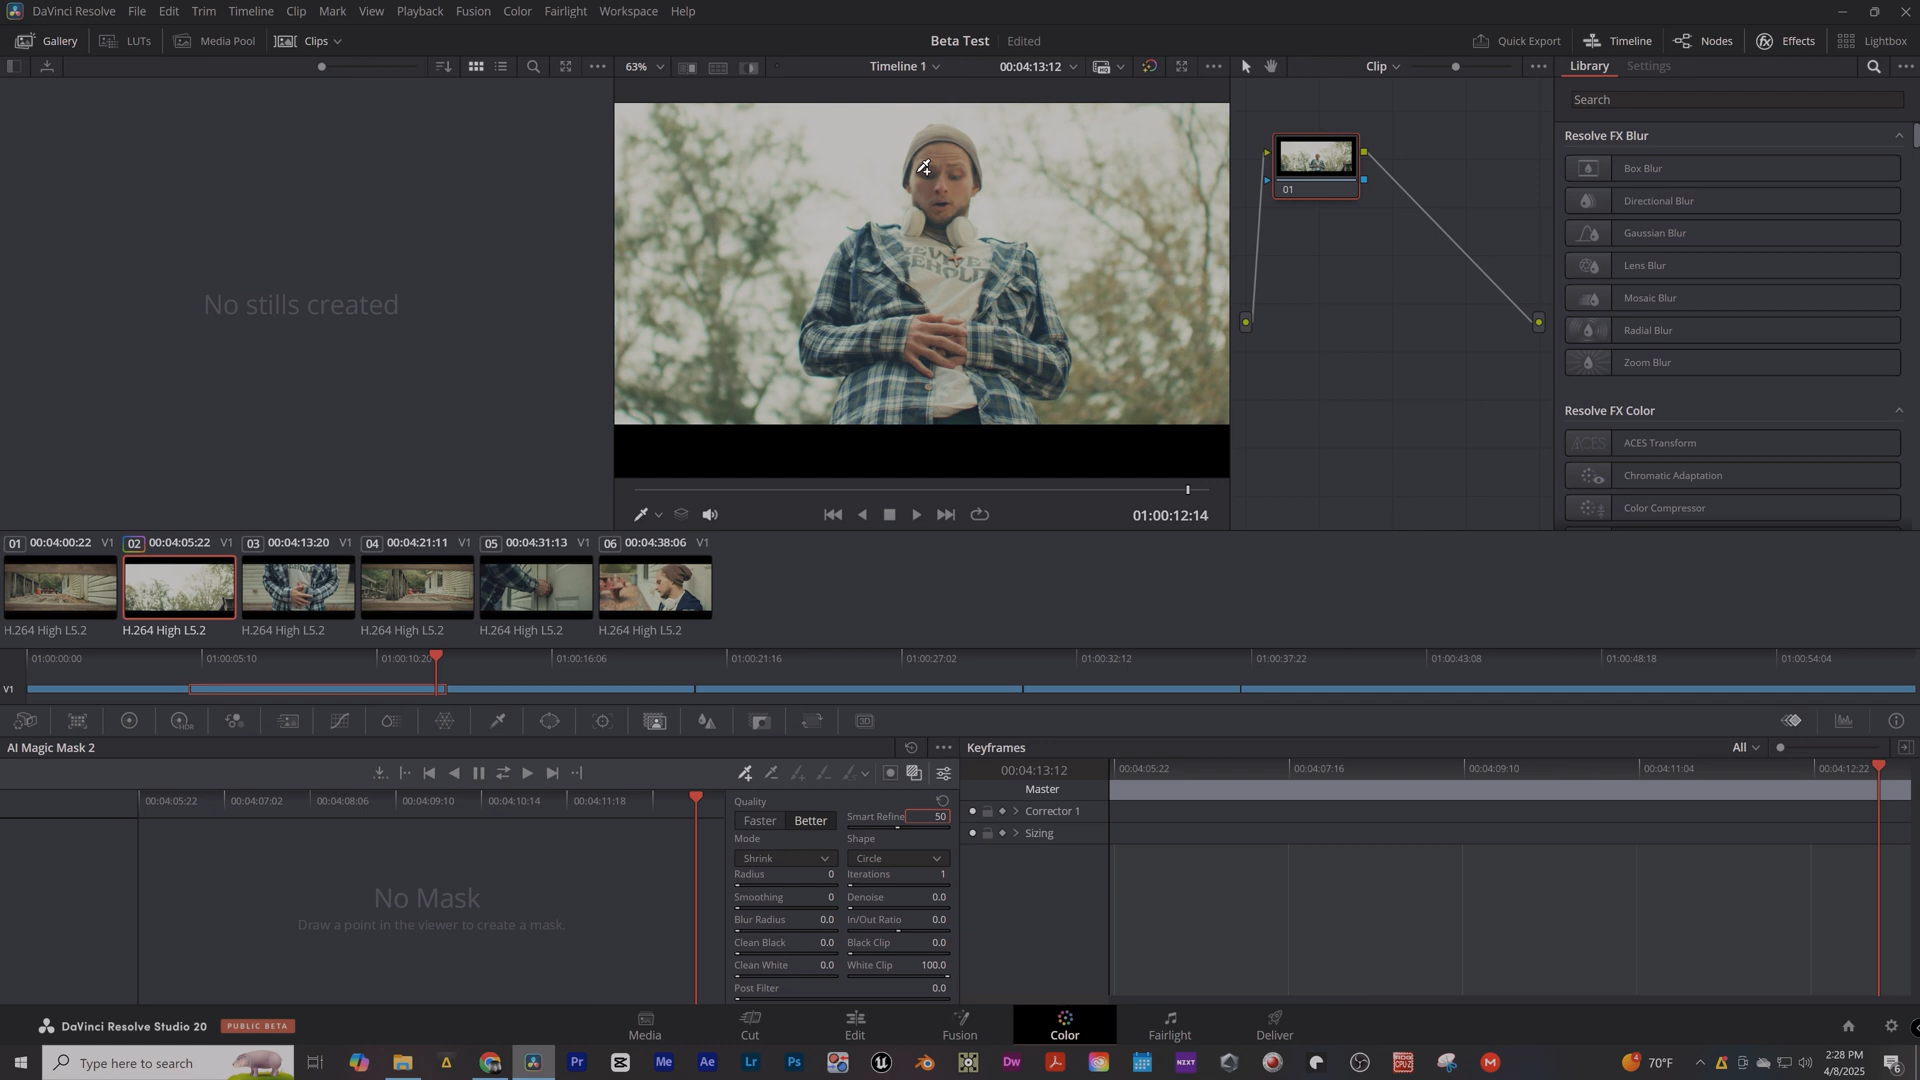 DaVinci Resolve File Edit Trim Timeline Clip Mark View Playback Fusion Color Fairlight Workspace Help
Gallery LUTs Media Pool Clips Beta Test Edited Quick Export Timeline Nodes Effects Lightbox
63% Timeline 1 00:04:13:12 Clip Library Settings
Search
Resolve FX Blur
Box Blur
Directional Blur
Gaussian Blur
Lens Blur
Mosaic Blur
Radial Blur
Zoom Blur
Resolve FX Color
ACES ACES Transform
Chromatic Adaptation
Color Compressor
01
No stills created
REVIVE
01:00:12:14
01 00:04:00:22 V1 02 00:04:05:22 V1 03 00:04:13:20 V1 04 00:04:21:11 V1 05 00:04:31:13 V1 06 00:04:38:06 V1
H.264 High L5.2 H.264 High L5.2 H.264 High L5.2 H.264 High L5.2 H.264 High L5.2 H.264 High L5.2
01:00:00:00 01:00:05:10 01:00:10:20 01:00:16:06 01:00:21:16 01:00:27:02 01:00:32:12 01:00:37:22 01:00:43:08 01:00:48:18 01:00:54:04
V1
HDR 3D
AI Magic Mask 2 Keyframes All
00:04:13:12 00:04:05:22 00:04:07:16 00:04:09:10 00:04:11:04 00:04:12:22
Master
Corrector 1
Sizing
00:04:05:22 00:04:07:02 00:04:08:06 00:04:09:10 00:04:10:14 00:04:11:18
No Mask
Draw a point in the viewer to create a mask.
Quality
Faster Better Smart Refine 50
Mode Shape
Shrink Circle
Radius 0 Iterations 1
Smoothing 0 Denoise 0.0
Blur Radius 0.0 In/Out Ratio 0.0
Clean Black 0.0 Black Clip 0.0
Clean White 0.0 White Clip 100.0
Post Filter 0.0
DaVinci Resolve Studio 20 PUBLIC BETA Media Cut Edit Fusion Color Fairlight Deliver
Type here to search Pr Me Ae Lr Ps Dw NZXT 4 70°F 2:28 PM
4/8/2025 6